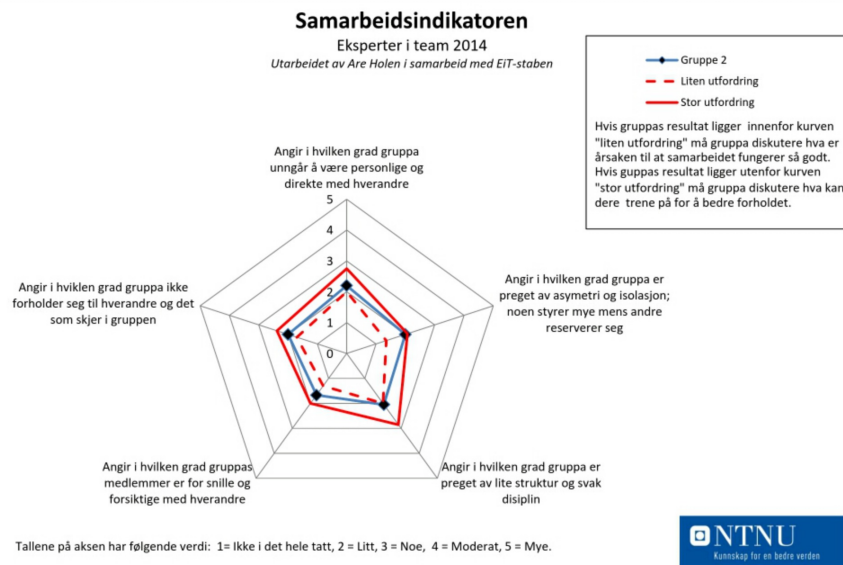 Samarbeidsindikatoren
Eksperter i team 2014
Utarbeidet av Are Holen i samarbeid med EiT-staben
Gruppe 2
Liten utfordring
Stor utfordring
Hvis gruppas resultat ligger innenfor kurven
"liten utfordring" må gruppa diskutere hva er
årsaken til at samarbeidet fungerer så godt.
Hvis guppas resultat ligger utenfor kurven
"stor utfordring" må gruppa diskutere hva kan
dere trene på for å bedre forholdet.
Angir i hvilken grad gruppa
unngår å være personlige og
direkte med hverandre
5
4
3
2
1
0
Angir i hviklen grad gruppa ikke
forholder seg til hverandre og det
som skjer i gruppen
Angir i hvilken grad gruppa er
preget av asymetri og isolasjon;
noen styrer mye mens andre
reserverer seg
Angir i hvilken grad gruppas
medlemmer er for snille og
forsiktige med hverandre
Angir i hvilken grad gruppa er
preget av lite struktur og svak
disiplin
Tallene på aksen har følgende verdi: 1= Ikke i det hele tatt, 2 = Litt, 3 = Noe, 4 = Moderat, 5 = Mye.
NTNU
Kunnskap for en bedre verden